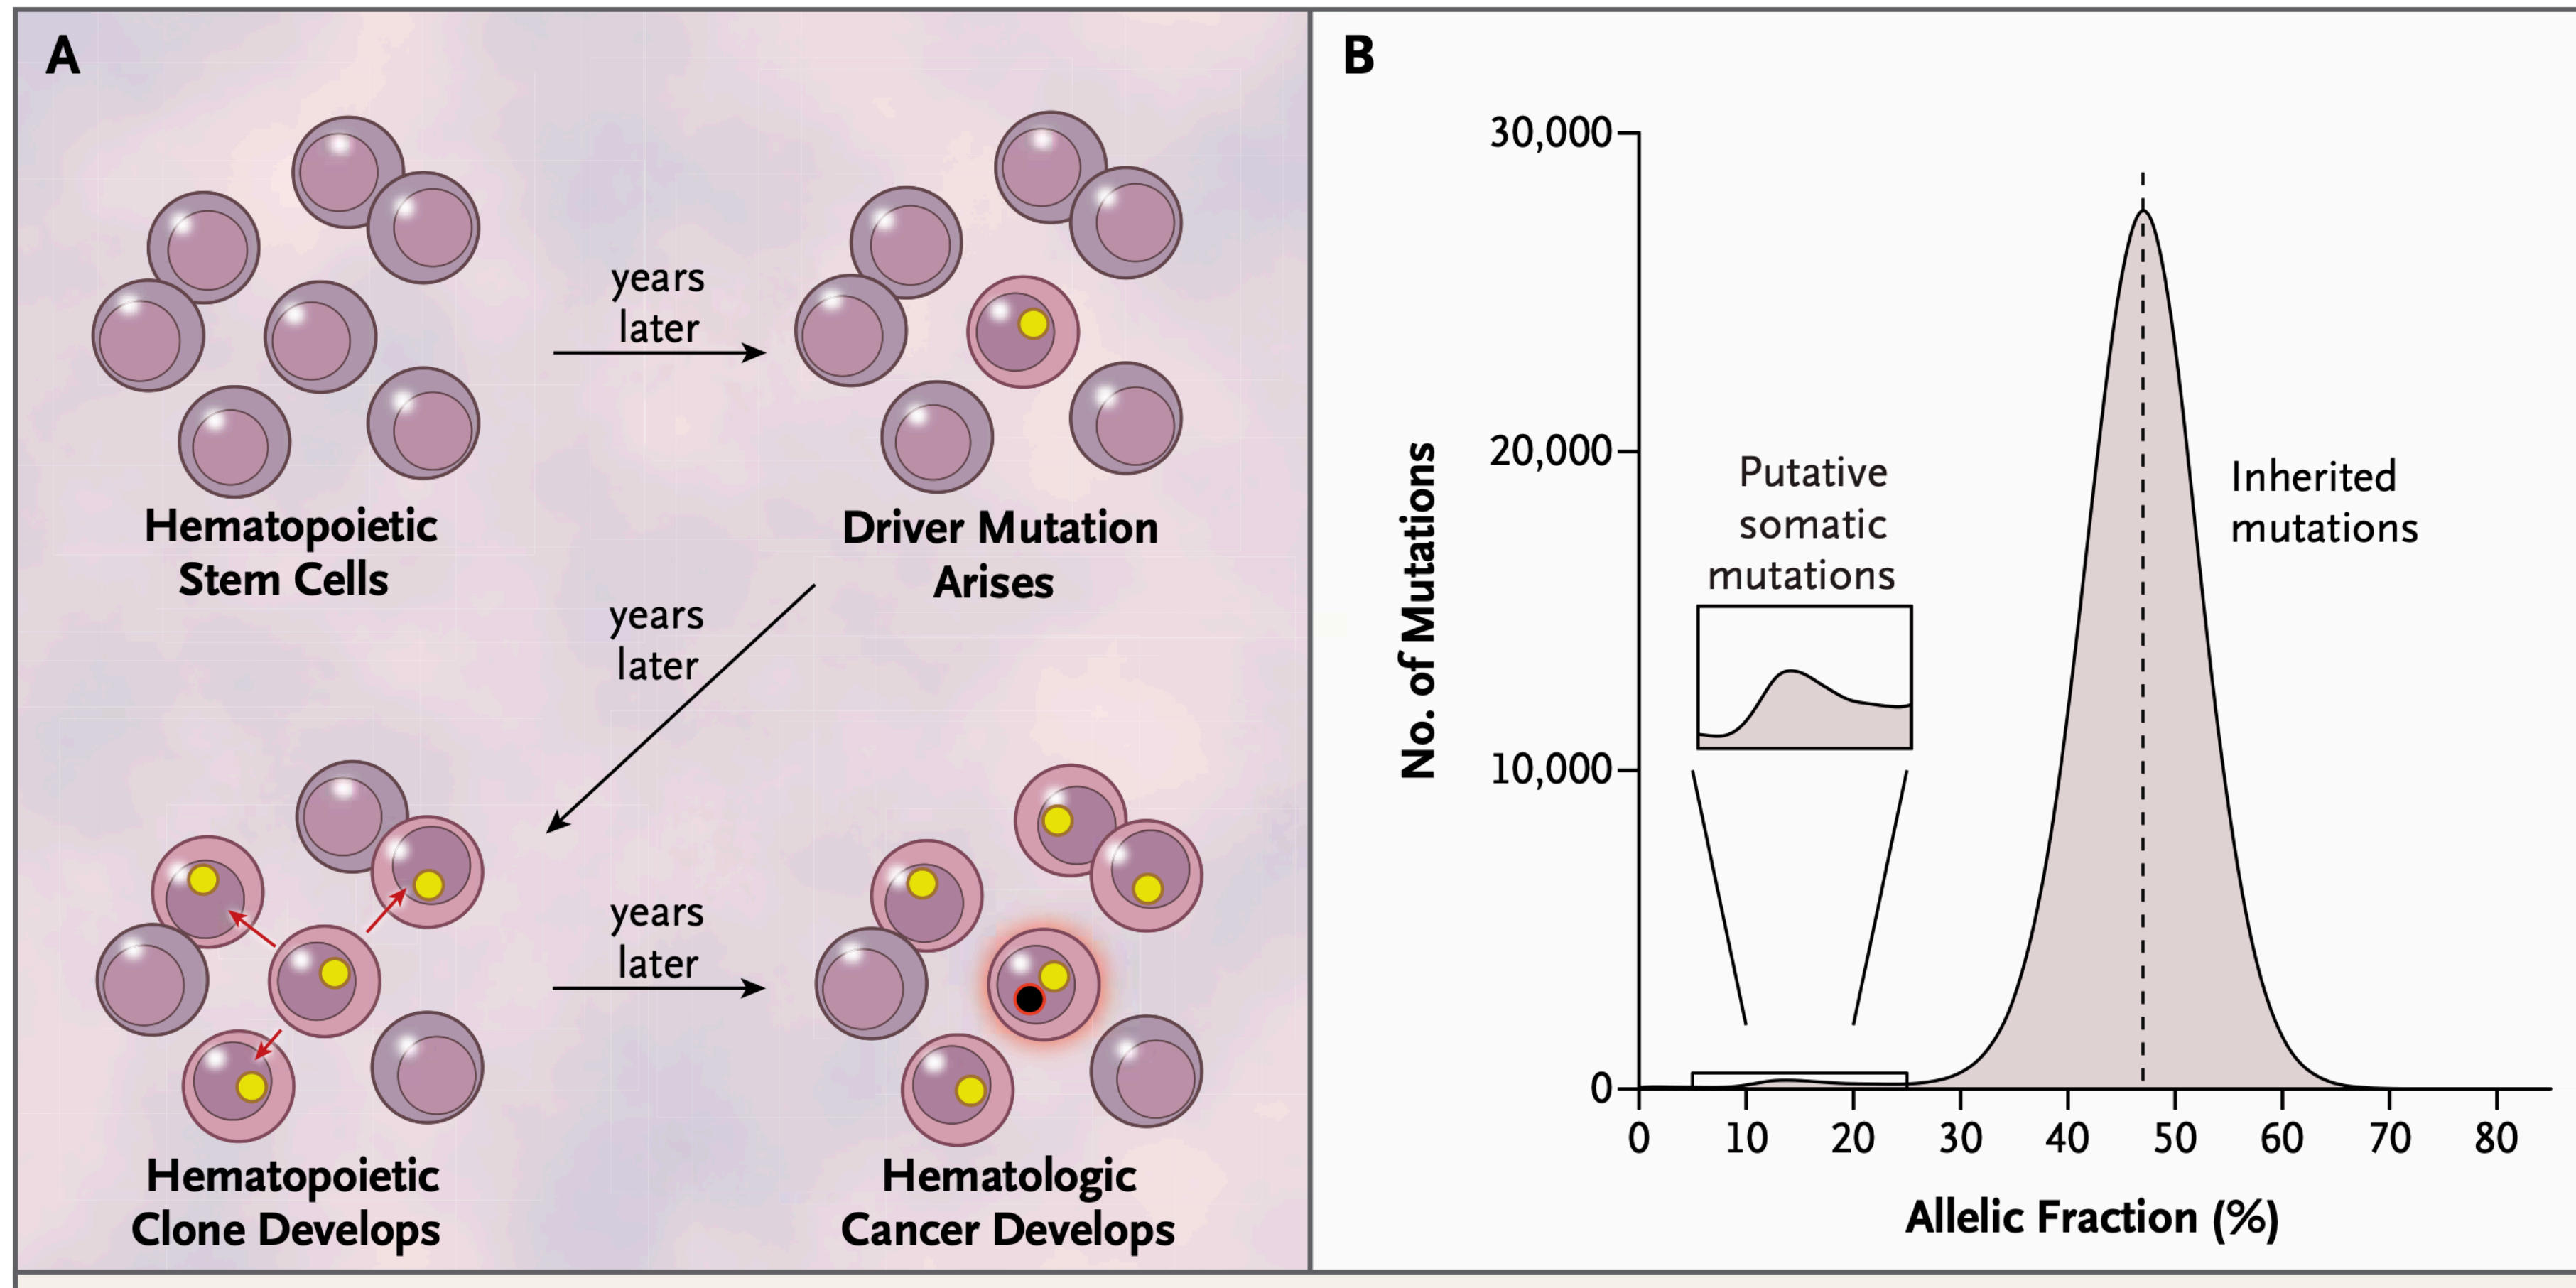 A
years
later
Hematopoietic
Stem Cells
Driver Mutation
Arises
years
later
years
later
Hematopoietic
Clone Develops
Hematologic
Cancer Develops
B
No. of Mutations
30,000
20,000
10,000
0
Putative
somatic
mutations
Inherited
mutations
0 10 20 30 40 50 60 70 80
Allelic Fraction (%)